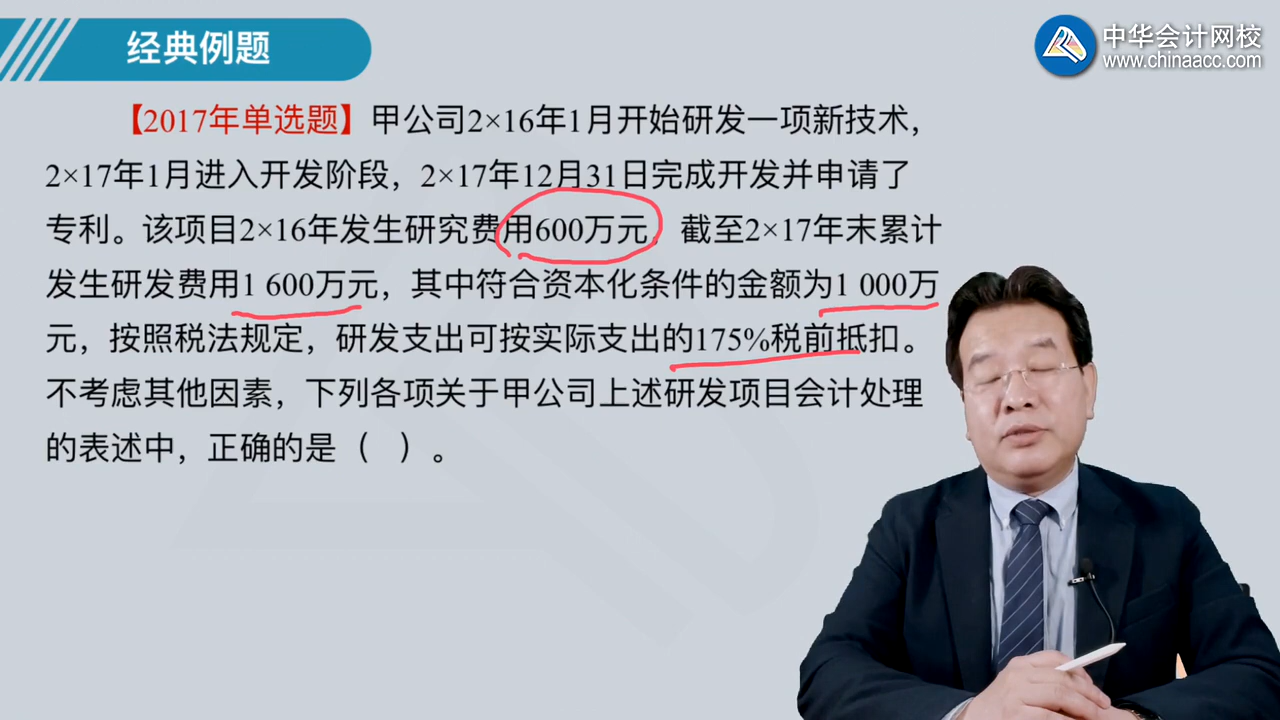 经典例题
中华会计网校
www.chinaacc.com
【2017年单选题】甲公司2×16年1月开始研发一项新技术，
2×17年1月进入开发阶段，2×17年12月31日完成开发并申请了
专利。该项目2×16年发生研究费用600万元，截至2×17年末累计
发生研发费用1 600万元，其中符合资本化条件的金额为1 000万
元，按照税法规定，研发支出可按实际支出的175%税前抵扣。
不考虑其他因素，下列各项关于甲公司上述研发项目会计处理
的表述中，正确的是（ ）。